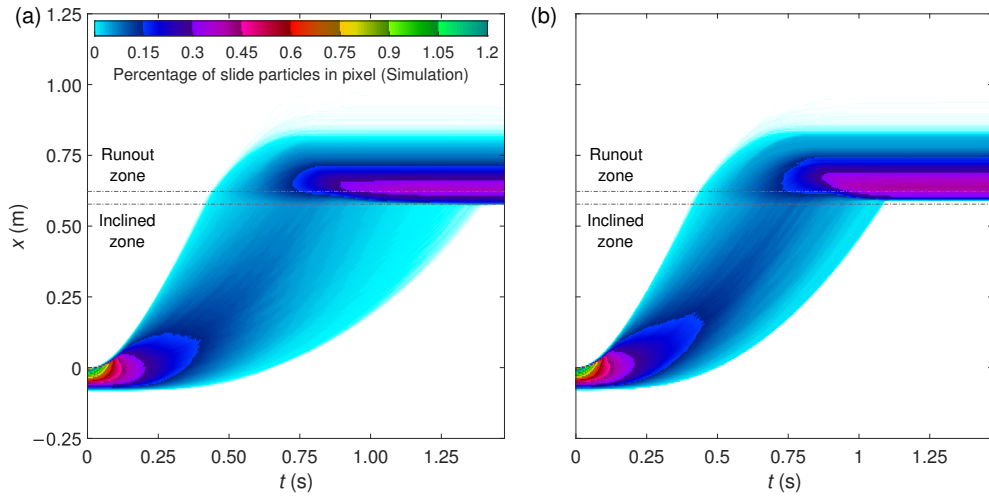 (a)
1.25
1.00
0.75
0.50
0.25
0
−0.25
x (m)
0 0.15 0.3 0.45 0.6 0.75 0.9 1.05 1.2
Percentage of slide particles in pixel (Simulation)
Runout
zone
Inclined
zone
0 0.25 0.50 0.75 1.00 1.25
t (s)
(b)
Runout
zone
Inclined
zone
0 0.25 0.50 0.75 1 1.25
t (s)